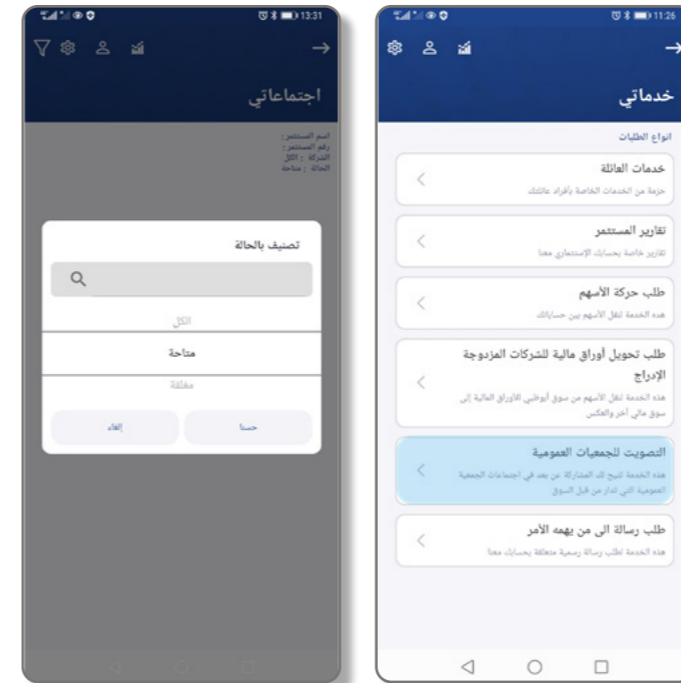 11:26
خدماتي
انواع الطلبات
خدمات العائلة
حزمة من الخدمات الخاصة بأفراد عائلتك
تقارير المستثمر
تقارير خاصة بحسابك الإستثماري معنا
طلب حركة الأسهم
هذه الخدمة لنقل الأسهم بين حساباتك
طلب تحويل أوراق مالية للشركات المزدوجة
الإدراج
هذه الخدمة لنقل الأسهم من سوق أبوظبي للأوراق المالية إلى
سوق مالي آخر والعكس
التصويت للجمعيات العمومية
هذه الخدمة تتيح لك المشاركة عن بعد في اجتماعات الجمعية
العمومية التي تدار من قبل السوق
طلب رسالة الى من يهمه الأمر
هذه الخدمة لطلب رسالة رسمية متعلقة بحسابك معنا
13:31
اجتماعاتي
اسم المستثمر :
رقم المستثمر :
الشركة : الكل
الحالة : متاحة
تصنيف بالحالة
الكل
متاحة
مغلقة
حسنا
إلغاء